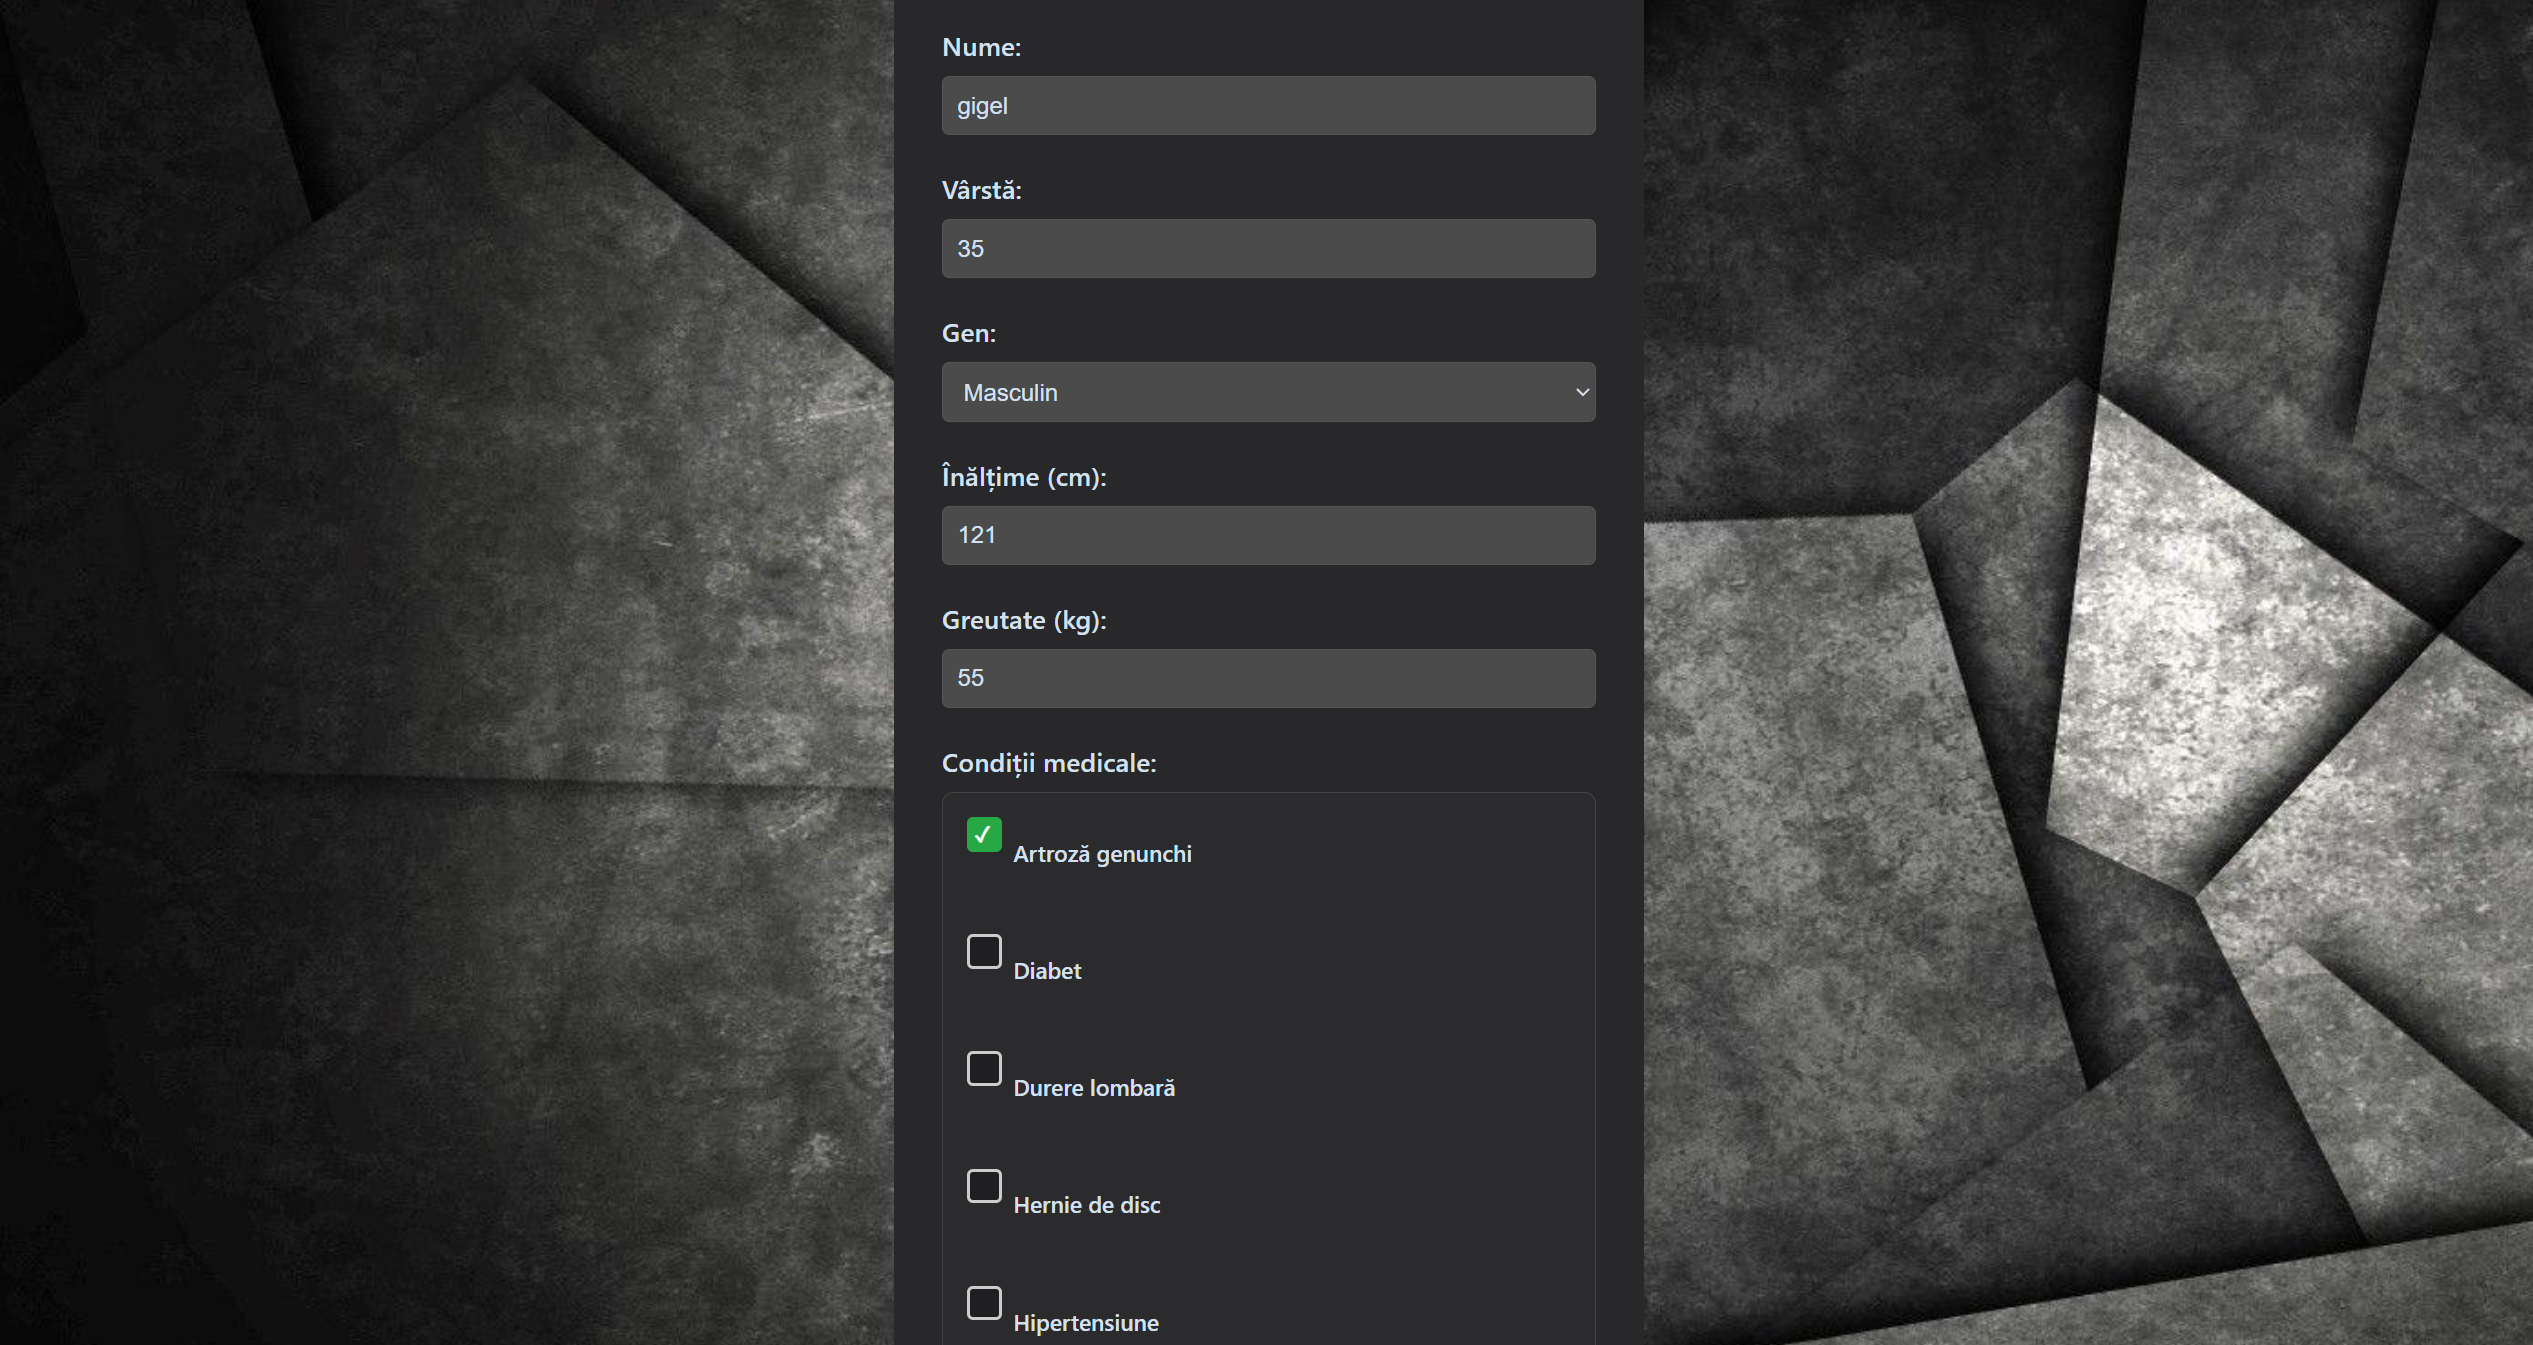 Nume:
gigel
Vârstă:
35
Gen:
Masculin
Înălțime (cm):
121
Greutate (kg):
55
Condiții medicale:
Artroză genunchi
Diabet
Durere lombară
Hernie de disc
Hipertensiune